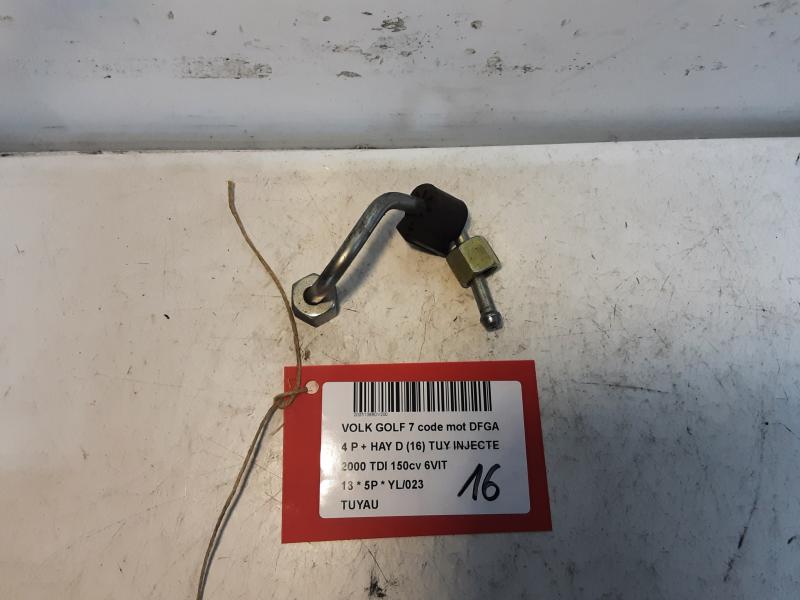 VOLK GOLF 7 code mot DFGA
4 P + HAY D (16) TUY INJECTE
2000 TDI 150cv 6VIT
13 * 5P * YL/023
TUYAU
16